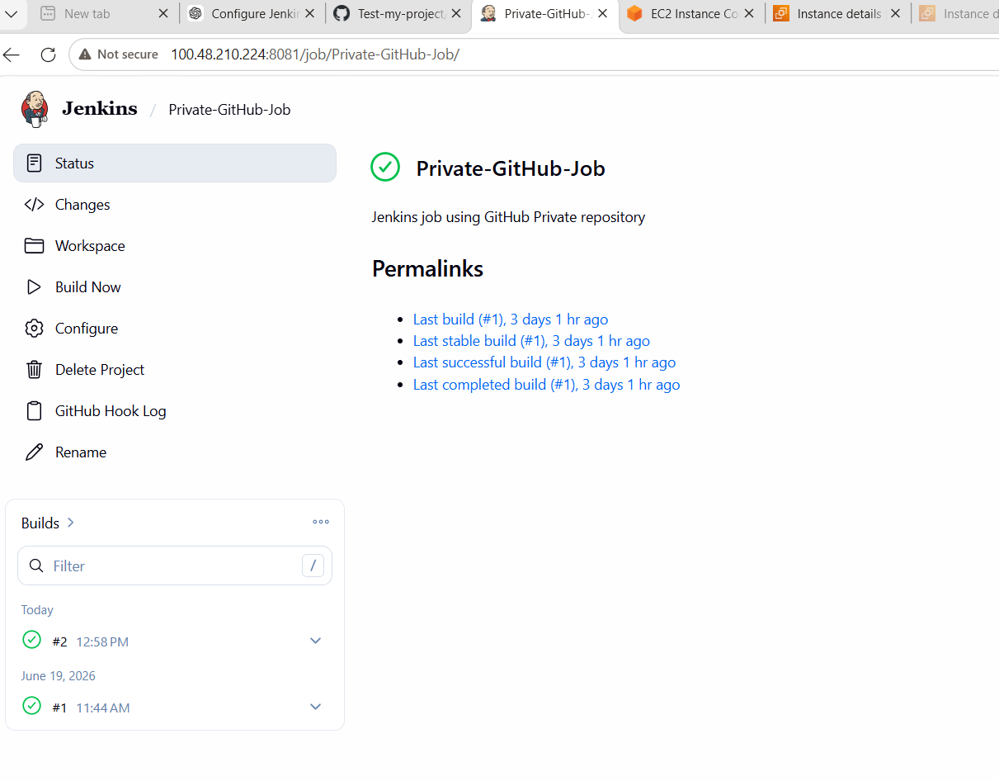 New tab
Configure Jenki
Test-my-project
Private-GitHub-
EC2 Instance Co
Instance details
Instance d
Not secure 100.48.210.224:8081/job/Private-GitHub-Job/
Jenkins / Private-GitHub-Job
Status
Changes
Workspace
Build Now
Configure
Delete Project
GitHub Hook Log
Rename
Builds
Filter /
Today
#2 12:58 PM
June 19, 2026
#1 11:44 AM
Private-GitHub-Job
Jenkins job using GitHub Private repository
Permalinks
Last build (#1), 3 days 1 hr ago
Last stable build (#1), 3 days 1 hr ago
Last successful build (#1), 3 days 1 hr ago
Last completed build (#1), 3 days 1 hr ago